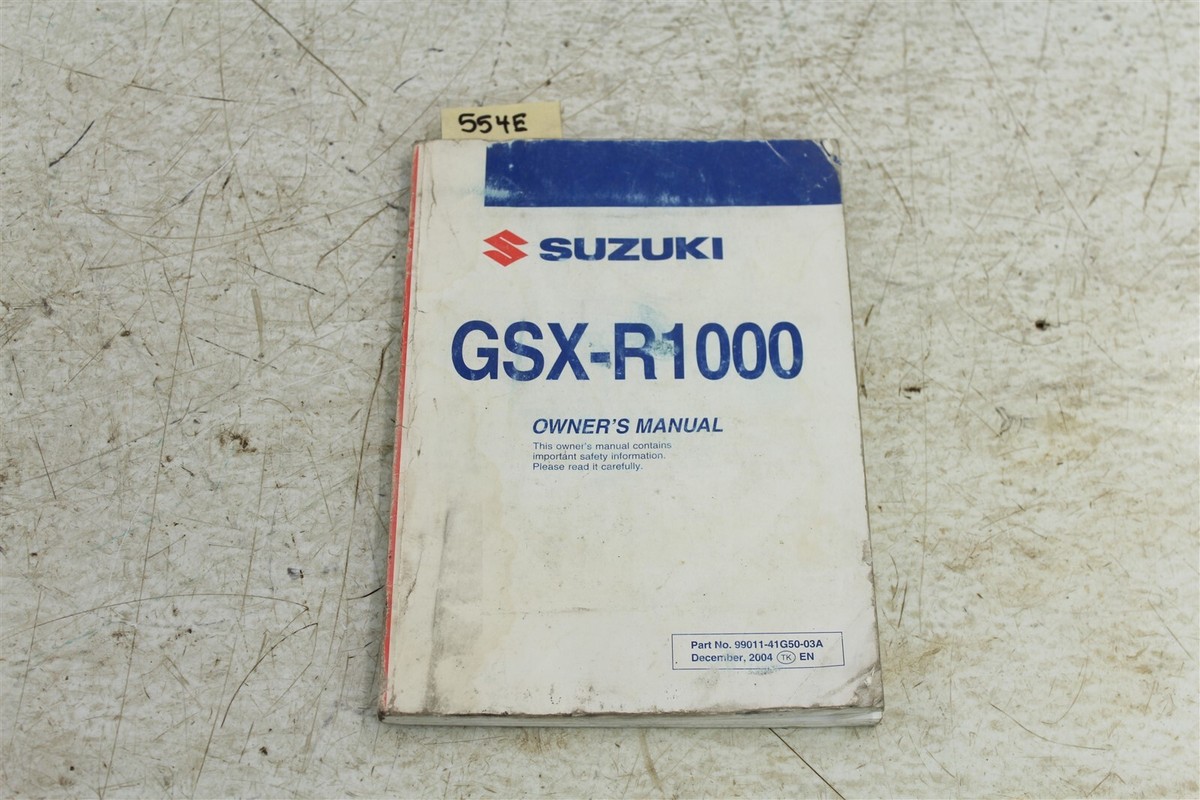 554E
SUZUKI
GSX-R1000
OWNER'S MANUAL
This owner's manual contains
important safety information.
Please read it carefully.
Part No. 99011-41G50-03A
December, 2004 TK EN